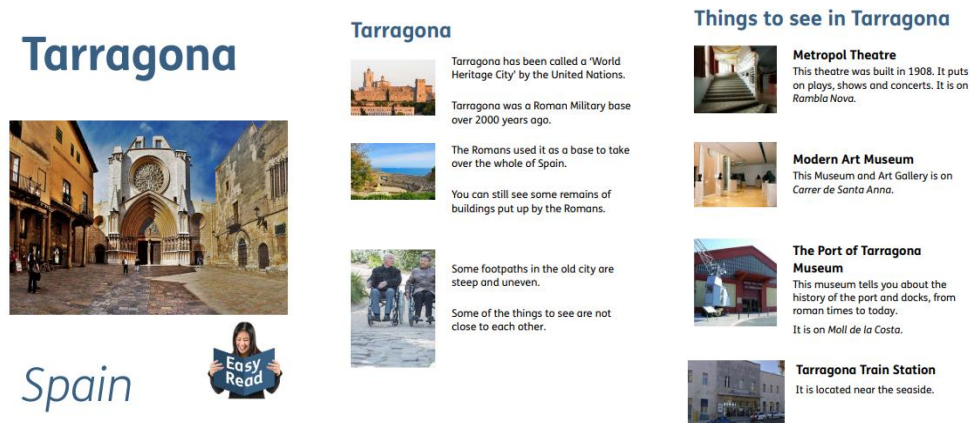 Tarragona
Spain
Easy
Read
Tarragona
Tarragona has been called a ‘World
Heritage City’ by the United Nations.
Tarragona was a Roman Military base
over 2000 years ago.
The Romans used it as a base to take
over the whole of Spain.
You can still see some remains of
buildings put up by the Romans.
Some footpaths in the old city are
steep and uneven.
Some of the things to see are not
close to each other.
Things to see in Tarragona
Metropol Theatre
This theatre was built in 1908. It puts
on plays, shows and concerts. It is on
Rambla Nova.
Modern Art Museum
This Museum and Art Gallery is on
Carrer de Santa Anna.
The Port of Tarragona
Museum
This museum tells you about the
history of the port and docks, from
roman times to today.
It is on Moll de la Costa.
Tarragona Train Station
It is located near the seaside.